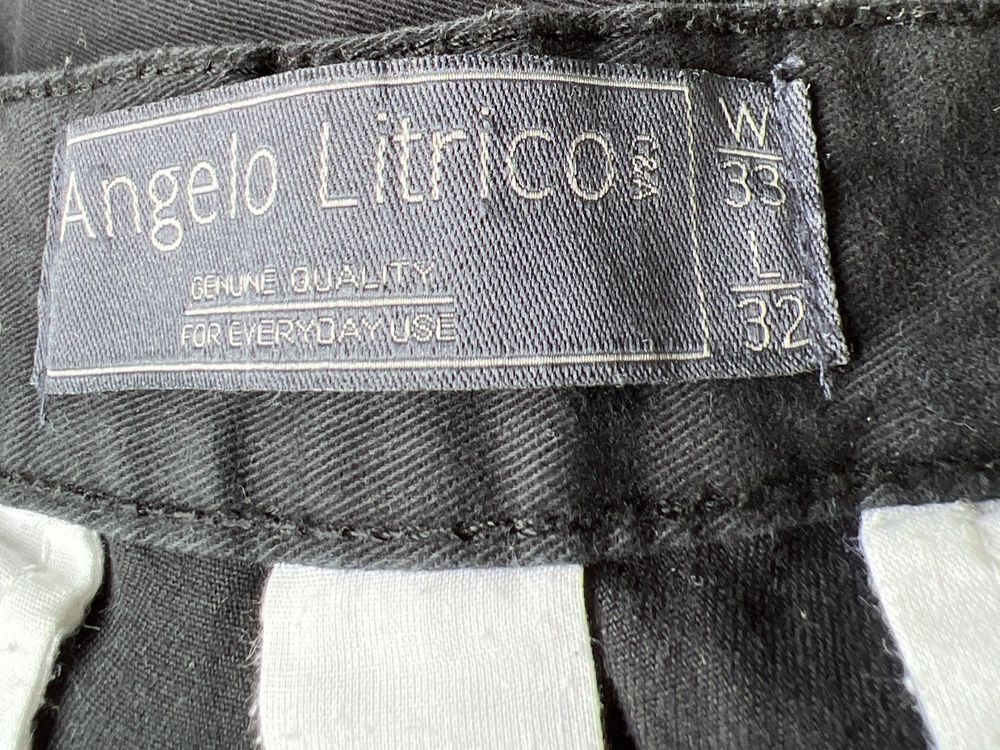 Angelo Litrico C&A
GENUINE QUALITY
FOR EVERYDAY USE
W
33
L
32